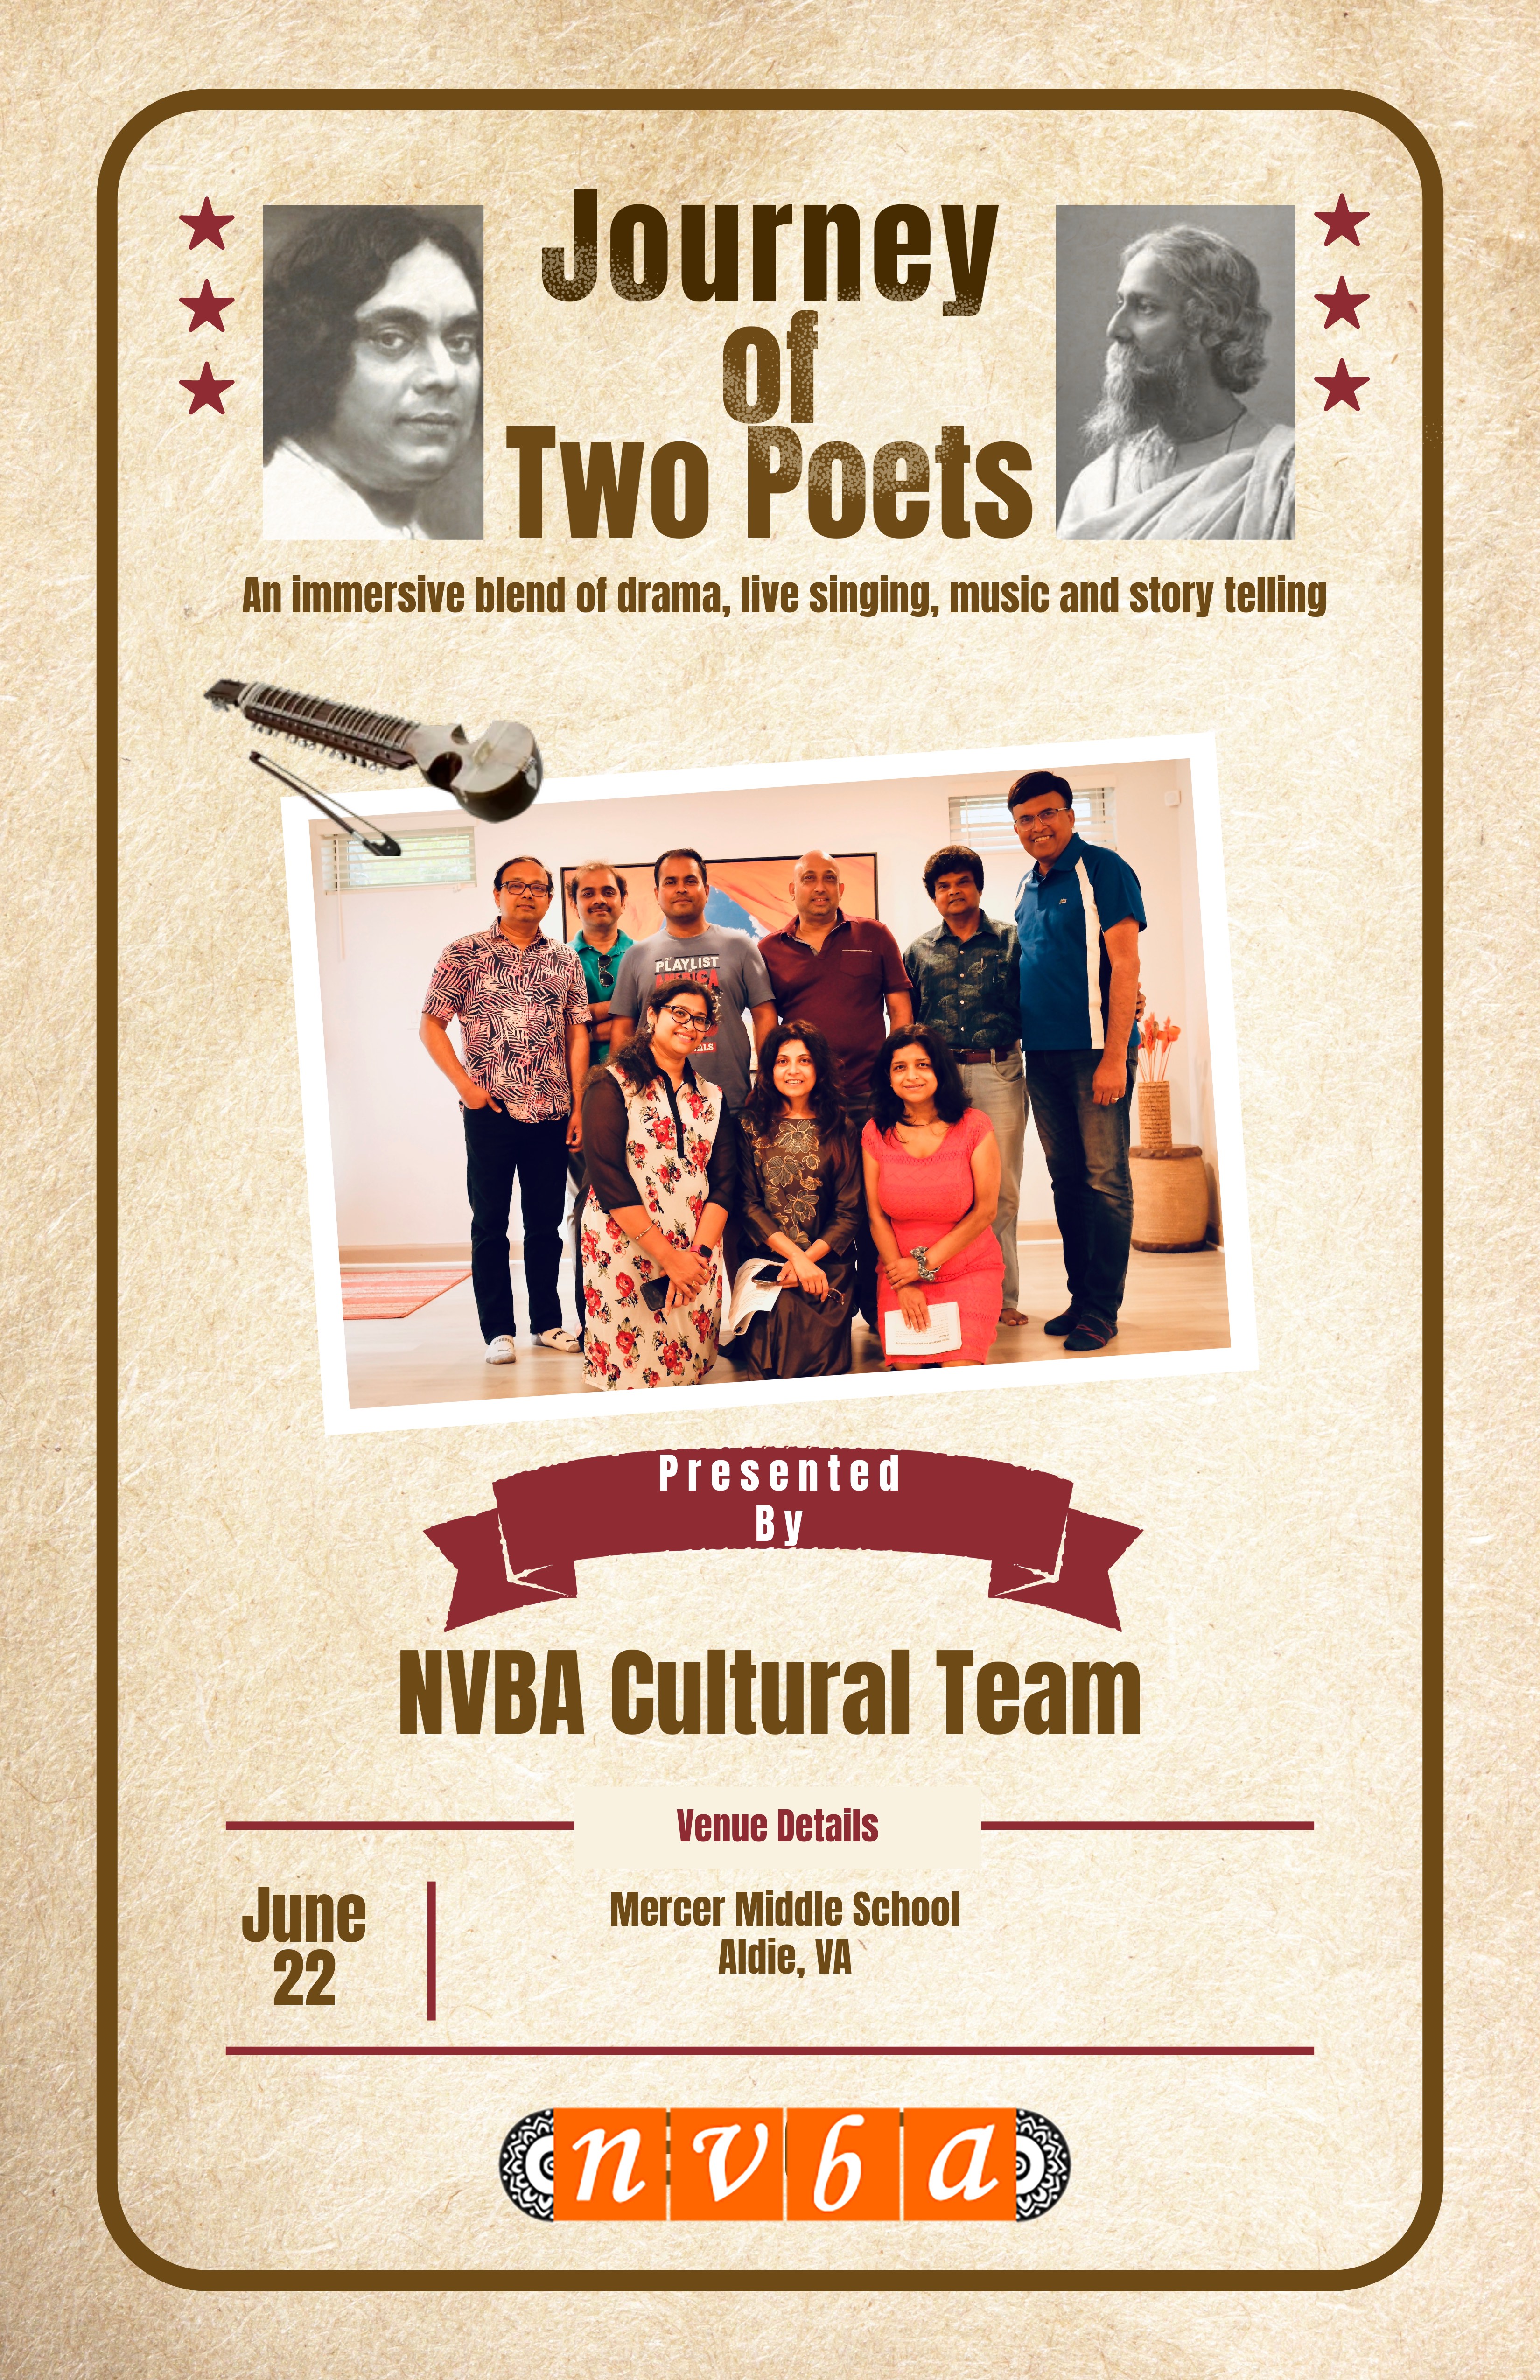 Journey
of
Two Poets
An immersive blend of drama, live singing, music and story telling
PLAYLIST
Presented
By
NVBA Cultural Team
Venue Details
June
22
Mercer Middle School
Aldie, VA
nvba